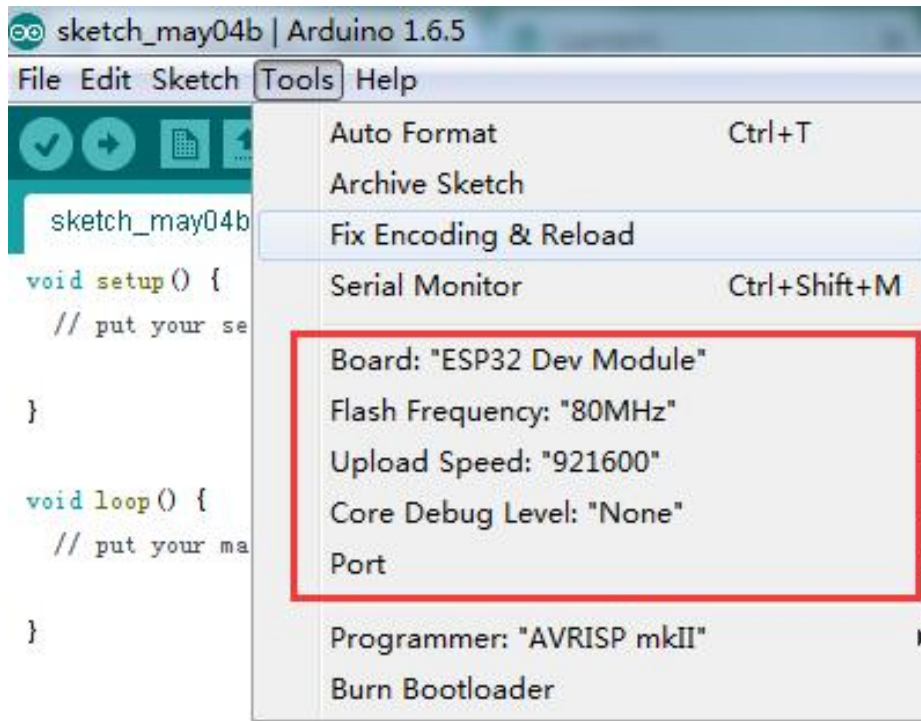 sketch_may04b | Arduino 1.6.5
File Edit Sketch Tools Help
sketch_may04b
void setup() {
// put your se
}
void loop() {
// put your ma
}
Auto Format Ctrl+T
Archive Sketch
Fix Encoding & Reload
Serial Monitor Ctrl+Shift+M
Board: "ESP32 Dev Module"
Flash Frequency: "80MHz"
Upload Speed: "921600"
Core Debug Level: "None"
Port
Programmer: "AVRISP mkII"
Burn Bootloader